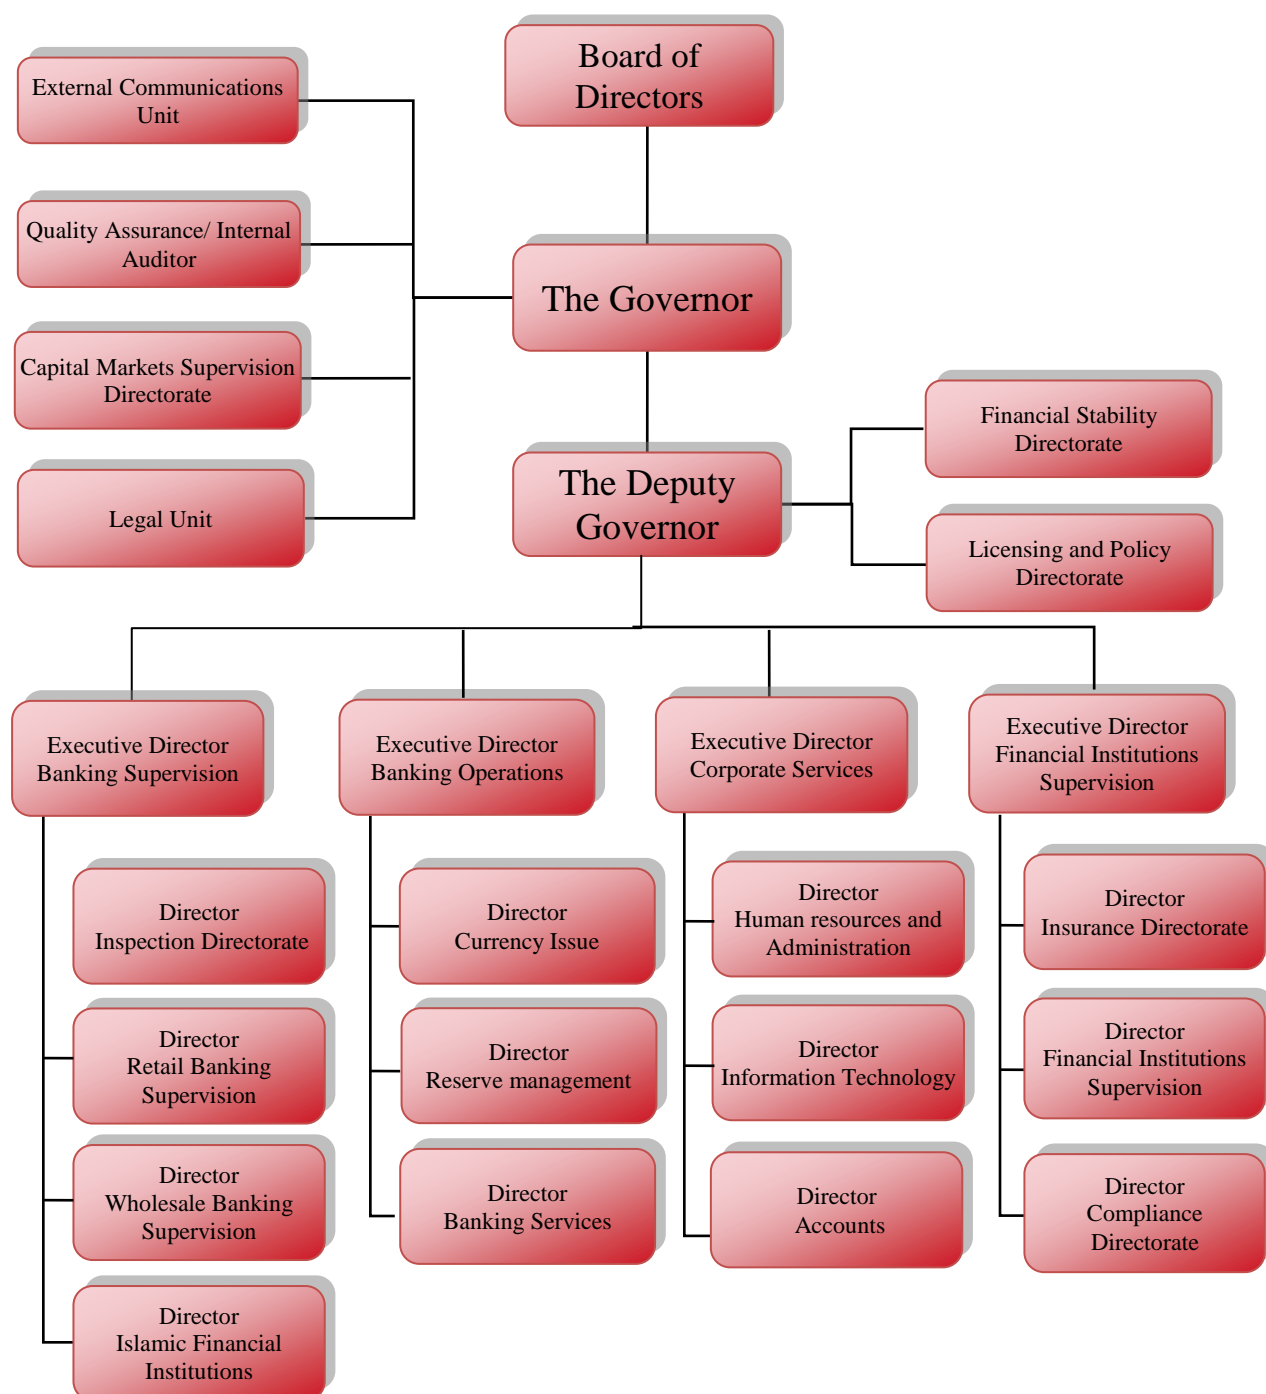 Board of
Directors
External Communications
Unit
Quality Assurance/ Internal
Auditor
The Governor
Capital Markets Supervision
Directorate
Financial Stability
Directorate
The Deputy
Governor
Legal Unit
Licensing and Policy
Directorate
Executive Director
Banking Supervision
Executive Director
Banking Operations
Executive Director
Corporate Services
Executive Director
Financial Institutions
Supervision
Director
Inspection Directorate
Director
Currency Issue
Director
Human resources and
Administration
Director
Insurance Directorate
Director
Retail Banking
Supervision
Director
Reserve management
Director
Information Technology
Director
Financial Institutions
Supervision
Director
Wholesale Banking
Supervision
Director
Banking Services
Director
Accounts
Director
Compliance
Directorate
Director
Islamic Financial
Institutions